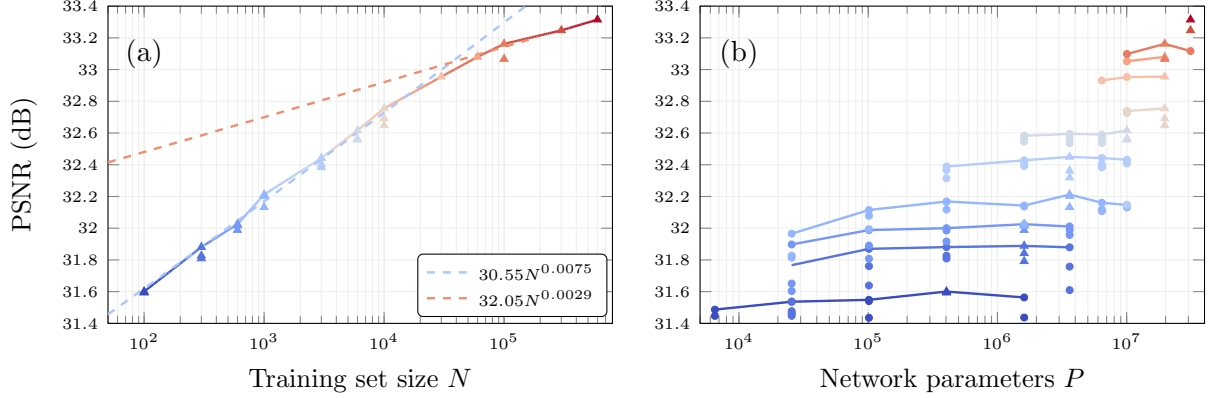 33.4
33.2
33
32.8
32.6
32.4
32.2
32
31.8
31.6
31.4
PSNR (dB)
(a)
30.55N^0.0075
32.05N^0.0029
10^2 10^3 10^4 10^5
Training set size N
33.4
33.2
33
32.8
32.6
32.4
32.2
32
31.8
31.6
31.4
(b)
10^4 10^5 10^6 10^7
Network parameters P